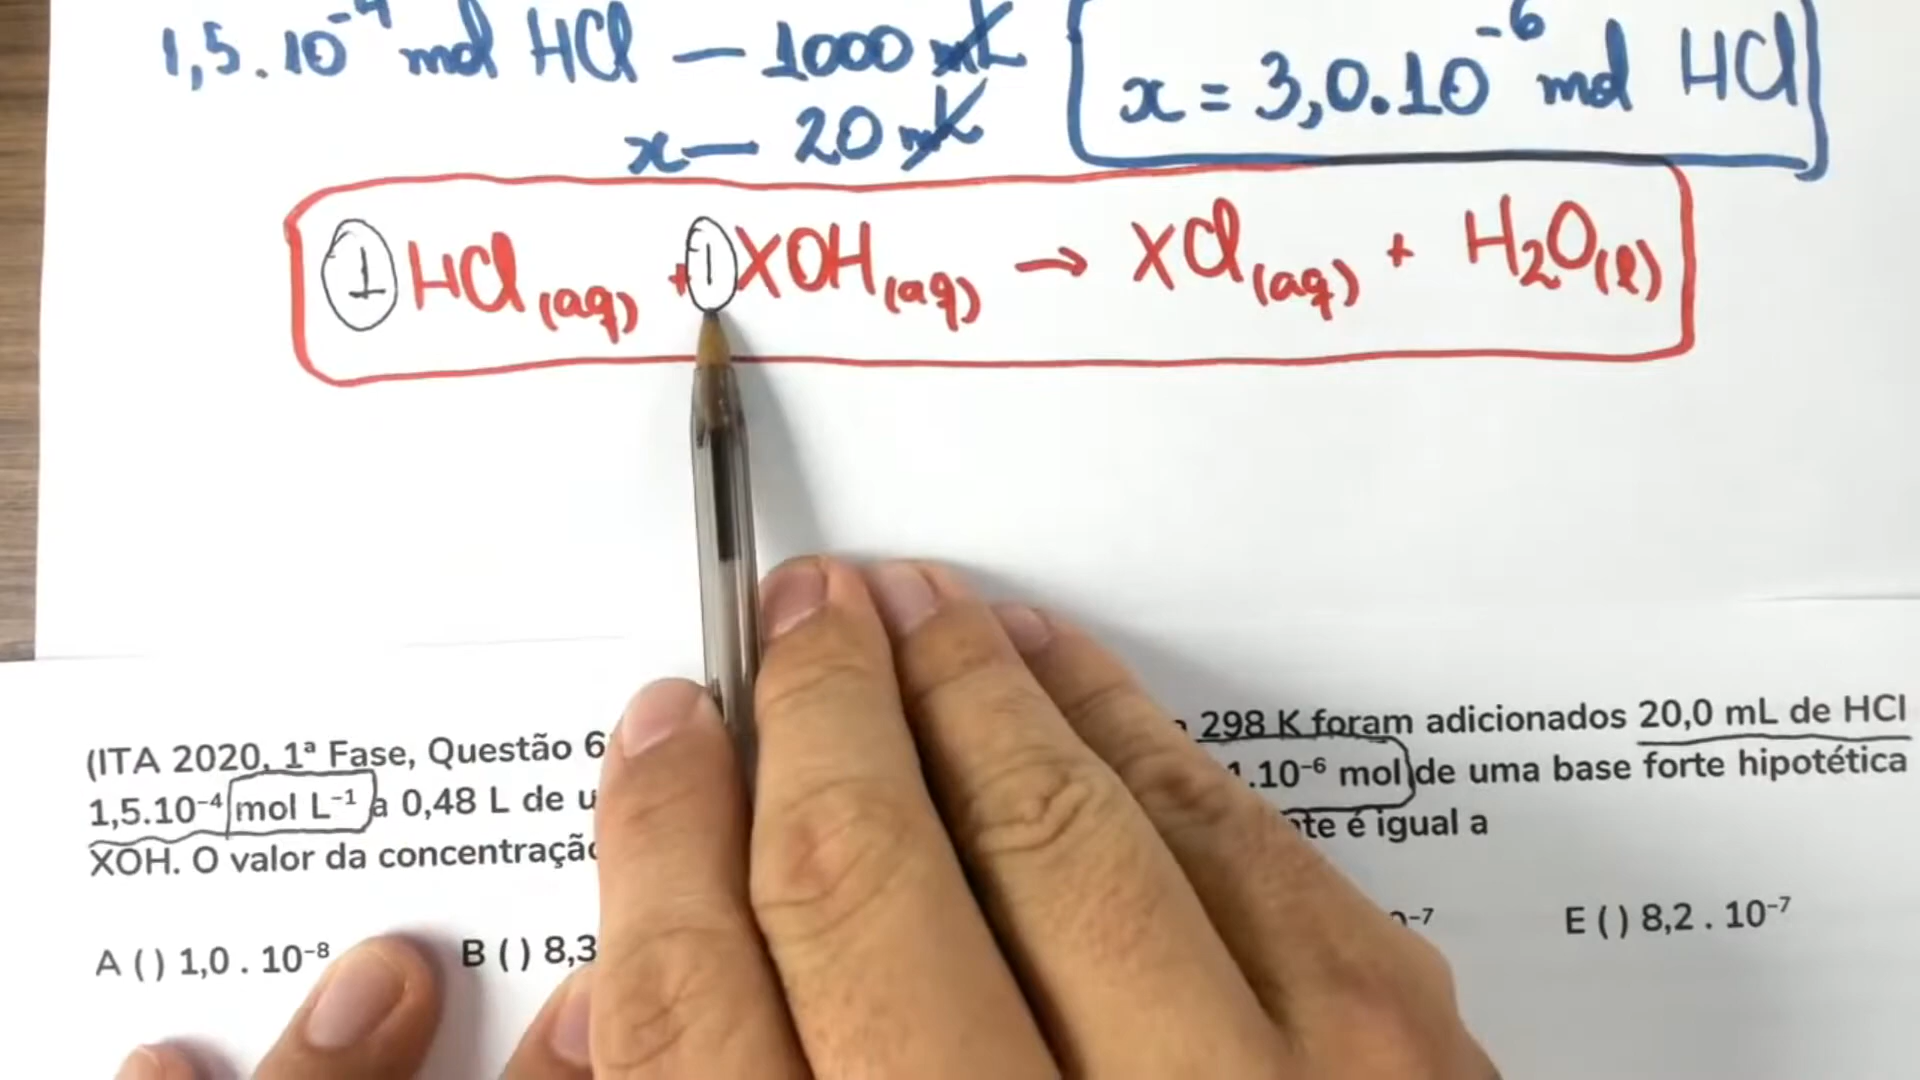 1,5.10⁻⁴ mol HCl — 1000 mL
x — 20 mL
x = 3,0.10⁻⁶ mol HCl
1 HCl(aq) + 1 XOH(aq) → XCl(aq) + H₂O(l)
(ITA 2020, 1ª Fase, Questão 6 298 K foram adicionados 20,0 mL de HCl
1,5.10⁻⁴ mol L⁻¹ a 0,48 L de .10⁻⁶ mol de uma base forte hipotética
XOH. O valor da é igual a
A ( ) 1,0 . 10⁻⁸ B ( ) 8,3 ⁻⁷ E ( ) 8,2 . 10⁻⁷